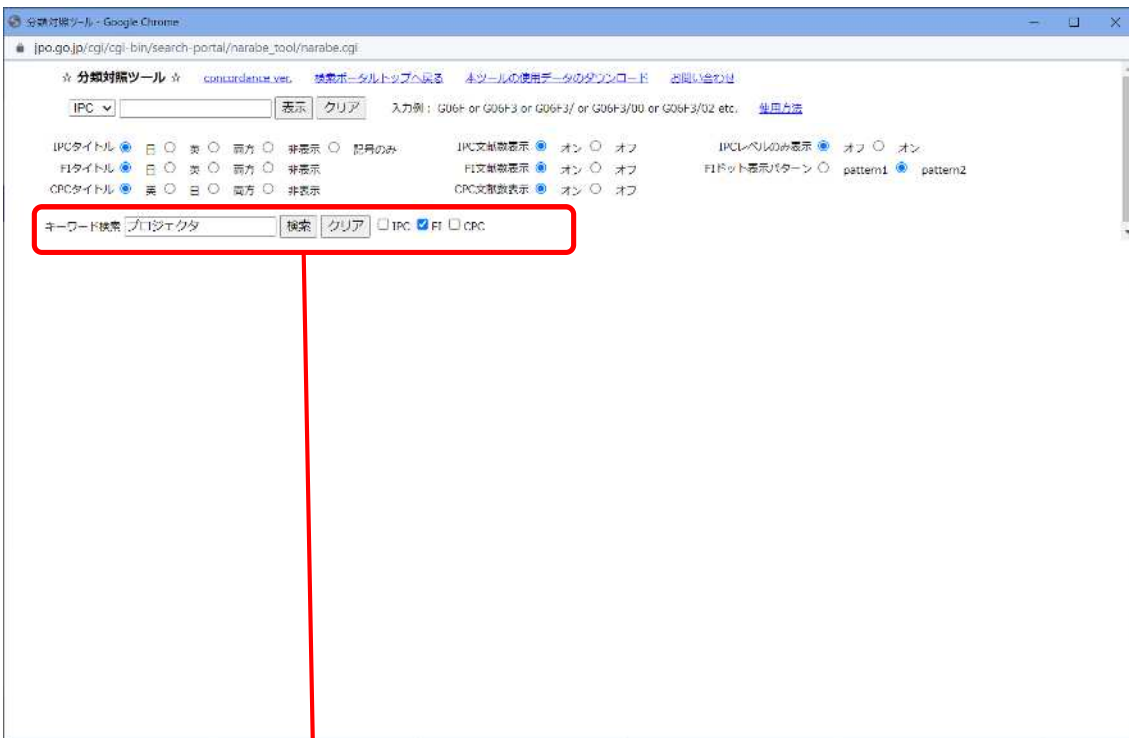 分類対照ツール - Google Chrome
jpo.go.jp/cgi/cgi-bin/search-portal/narabe_tool/narabe.cgi
☆ 分類対照ツール ☆ concordance ver. 検索ポータルトップへ戻る 本ツールの使用データのダウンロード お問い合わせ
IPC 表示 クリア 入力例： G06F or G06F3 or G06F3/ or G06F3/00 or G06F3/02 etc. 使用方法
IPCタイトル 日 英 両方 非表示 記号のみ IPC文献数表示 オン オフ IPCレベルのみ表示 オフ オン
FIタイトル 日 英 両方 非表示 FI文献数表示 オン オフ FIドット表示パターン pattern1 pattern2
CPCタイトル 英 日 両方 非表示 CPC文献数表示 オン オフ
キーワード検索 プロジェクタ 検索 クリア IPC FI CPC